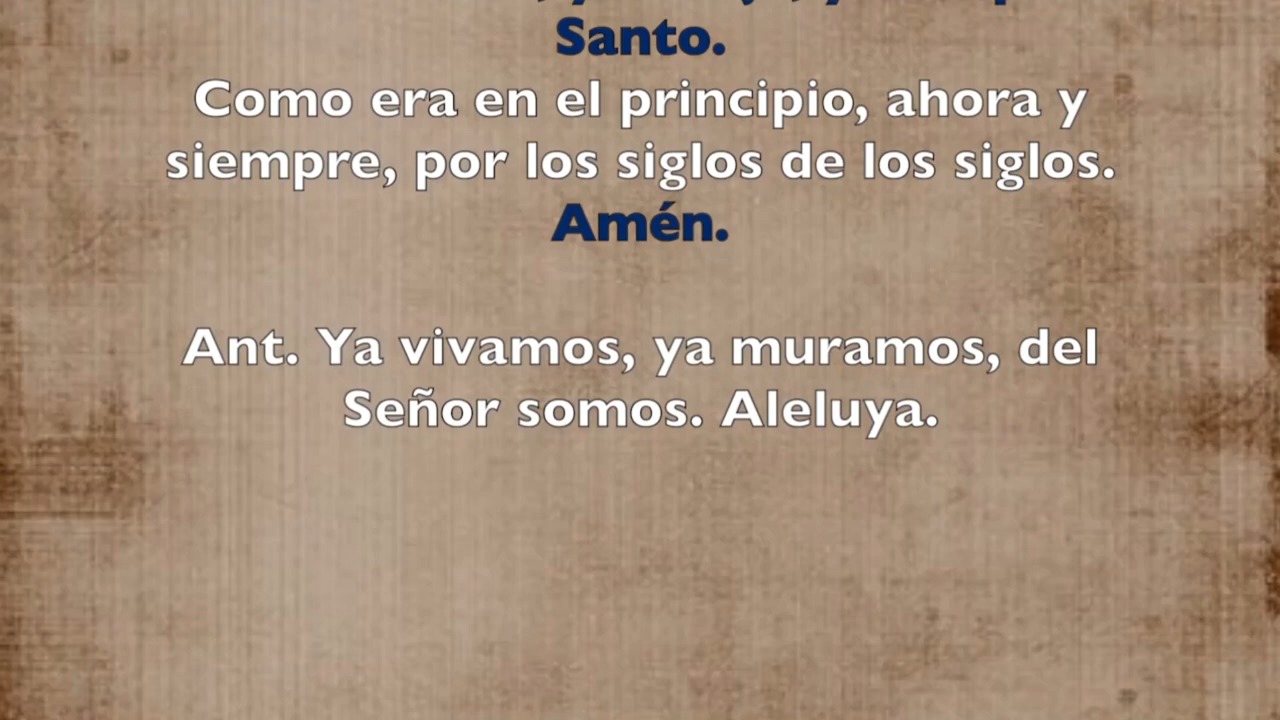 Santo.
Como era en el principio, ahora y
siempre, por los siglos de los siglos.
Amén.
Ant. Ya vivamos, ya muramos, del
Señor somos. Aleluya.